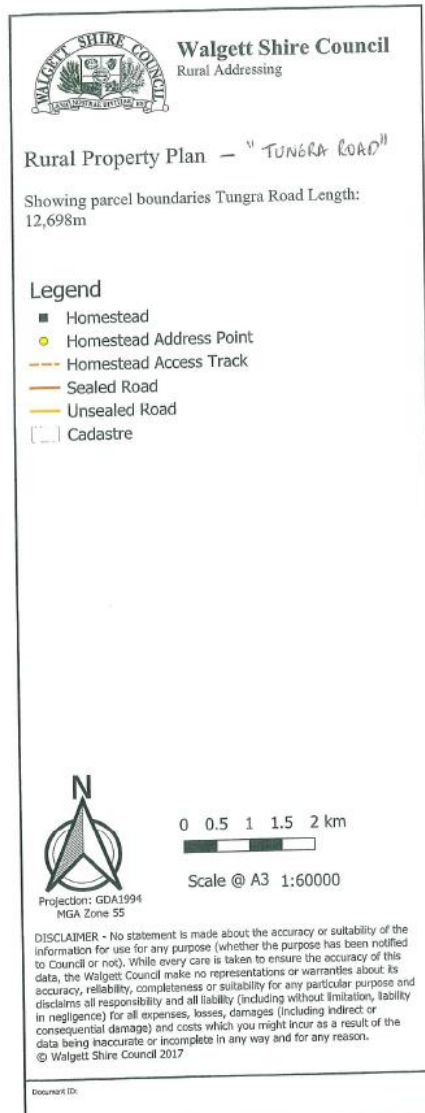 WALGETT SHIRE COUNCIL
Walgett Shire Council
Rural Addressing
Rural Property Plan – "TUNGRA ROAD"
Showing parcel boundaries Tungra Road Length:
12,698m
Legend
Homestead
Homestead Address Point
Homestead Access Track
Sealed Road
Unsealed Road
Cadastre
N
Projection: GDA1994
MGA Zone 55
0 0.5 1 1.5 2 km
Scale @ A3 1:60000
DISCLAIMER - No statement is made about the accuracy or suitability of the
information for use for any purpose (whether the purpose has been notified
to Council or not). While every care is taken to ensure the accuracy of this
data, the Walgett Council make no representations or warranties about its
accuracy, reliability, completeness or suitability for any particular purpose and
disclaims all responsibility and all liability (including without limitation, liability
in negligence) for all expenses, losses, damages (including indirect or
consequential damage) and costs which you might incur as a result of the
data being inaccurate or incomplete in any way and for any reason.
© Walgett Shire Council 2017
Document ID: